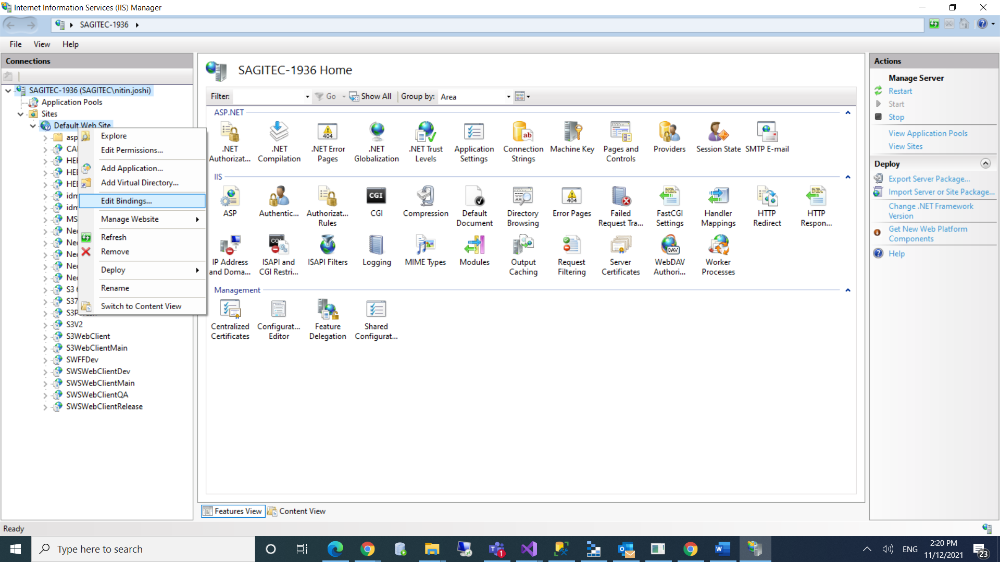 Internet Information Services (IIS) Manager
SAGITEC-1936
File View Help
Connections
SAGITEC-1936 (SAGITEC\nitin.joshi)
Application Pools
Sites
Default Web Site
asp
CA
HE
HE
HE
idm
idm
MS
Ne
Ne
Ne
Ne
Ne
S3
S37
S3P
S3V2
S3WebClient
S3WebClientMain
SWFFDev
SWSWebClientDev
SWSWebClientMain
SWSWebClientQA
SWSWebClientRelease
Explore
Edit Permissions...
Add Application...
Add Virtual Directory...
Edit Bindings...
Manage Website
Refresh
Remove
Deploy
Rename
Switch to Content View
SAGITEC-1936 Home
Filter: Go Show All Group by: Area
ASP.NET
.NET Authorizat...
.NET Compilation
.NET Error Pages
.NET Globalization
.NET Trust Levels
Application Settings
Connection Strings
Machine Key
Pages and Controls
Providers
Session State
SMTP E-mail
IIS
ASP
Authentic...
Authorizat... Rules
CGI
CGI
Compression
Default Document
Directory Browsing
404
Error Pages
Failed Request Tra...
FastCGI Settings
Handler Mappings
HTTP Redirect
HTTP Respon...
IP Address and Doma...
ISAPI and CGI Restri...
ISAPI Filters
Logging
MIME Types
Modules
Output Caching
Request Filtering
Server Certificates
DAV
WebDAV Authori...
Worker Processes
Management
Centralized Certificates
Configurat... Editor
Feature Delegation
Shared Configurat...
Features View Content View
Actions
Manage Server
Restart
Start
Stop
View Application Pools
View Sites
Deploy
Export Server Package...
Import Server or Site Package...
Change .NET Framework
Version
Get New Web Platform
Components
Help
Ready
Type here to search
1
ENG
2:20 PM
11/12/2021
23